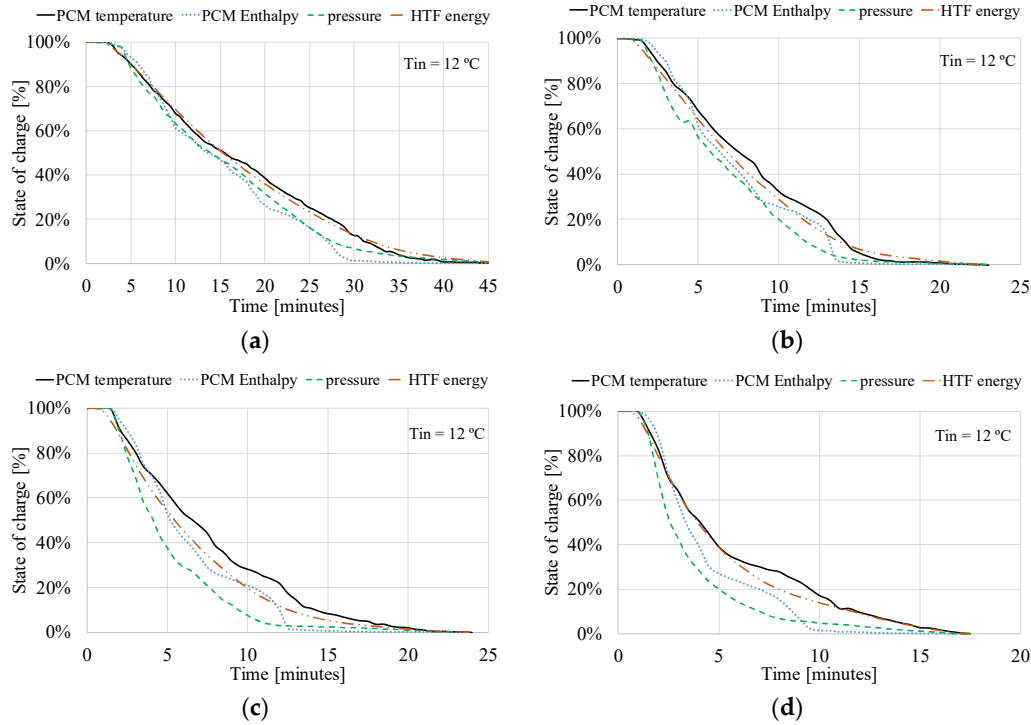 PCM temperature PCM Enthalpy pressure HTF energy
100%
80%
60%
40%
20%
0%
State of charge [%]
Tin = 12 ºC
0 5 10 15 20 25 30 35 40 45
Time [minutes]
(a)
PCM temperature PCM Enthalpy pressure HTF energy
100%
80%
60%
40%
20%
0%
State of charge [%]
Tin = 12 ºC
0 5 10 15 20 25
Time [minutes]
(b)
PCM temperature PCM Enthalpy pressure HTF energy
100%
80%
60%
40%
20%
0%
State of charge [%]
Tin = 12 ºC
0 5 10 15 20 25
Time [minutes]
(c)
PCM temperature PCM Enthalpy pressure HTF energy
100%
80%
60%
40%
20%
0%
State of charge [%]
Tin = 12 ºC
0 5 10 15 20
Time [minutes]
(d)